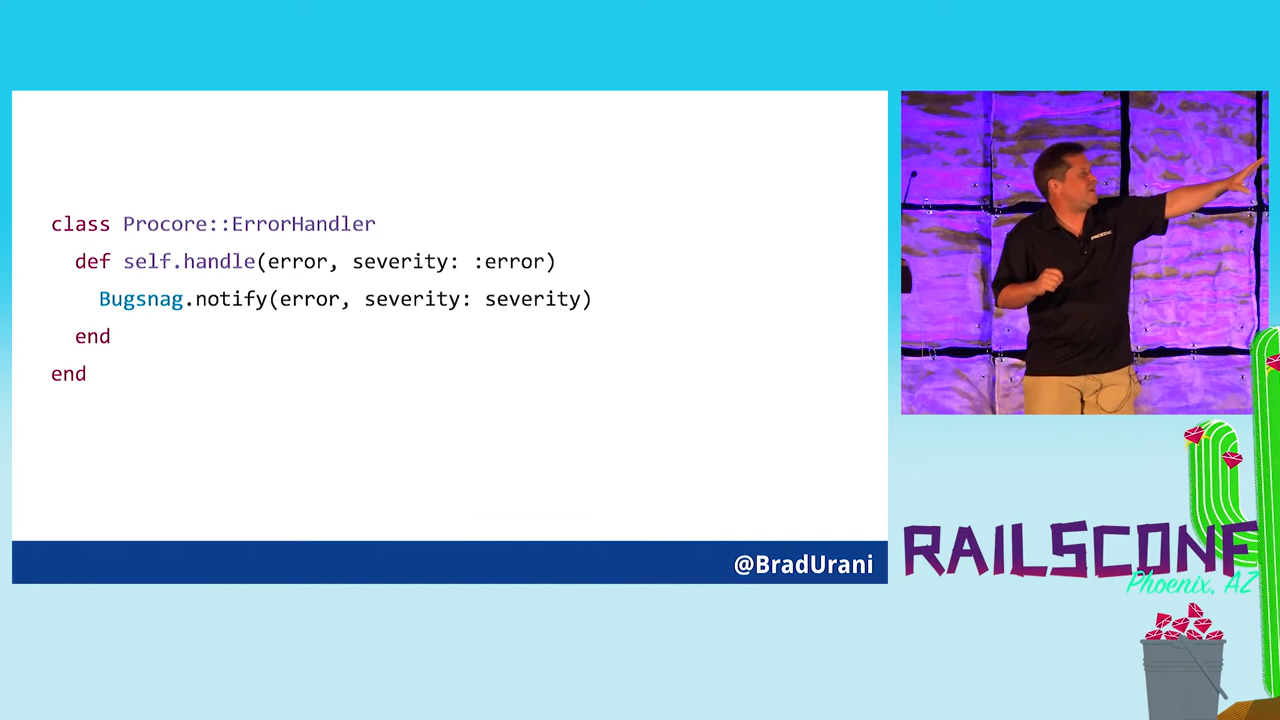 class Procore::ErrorHandler
def self.handle(error, severity: :error)
Bugsnag.notify(error, severity: severity)
end
end
@BradUrani
RAILSCONF
Phoenix, AZ